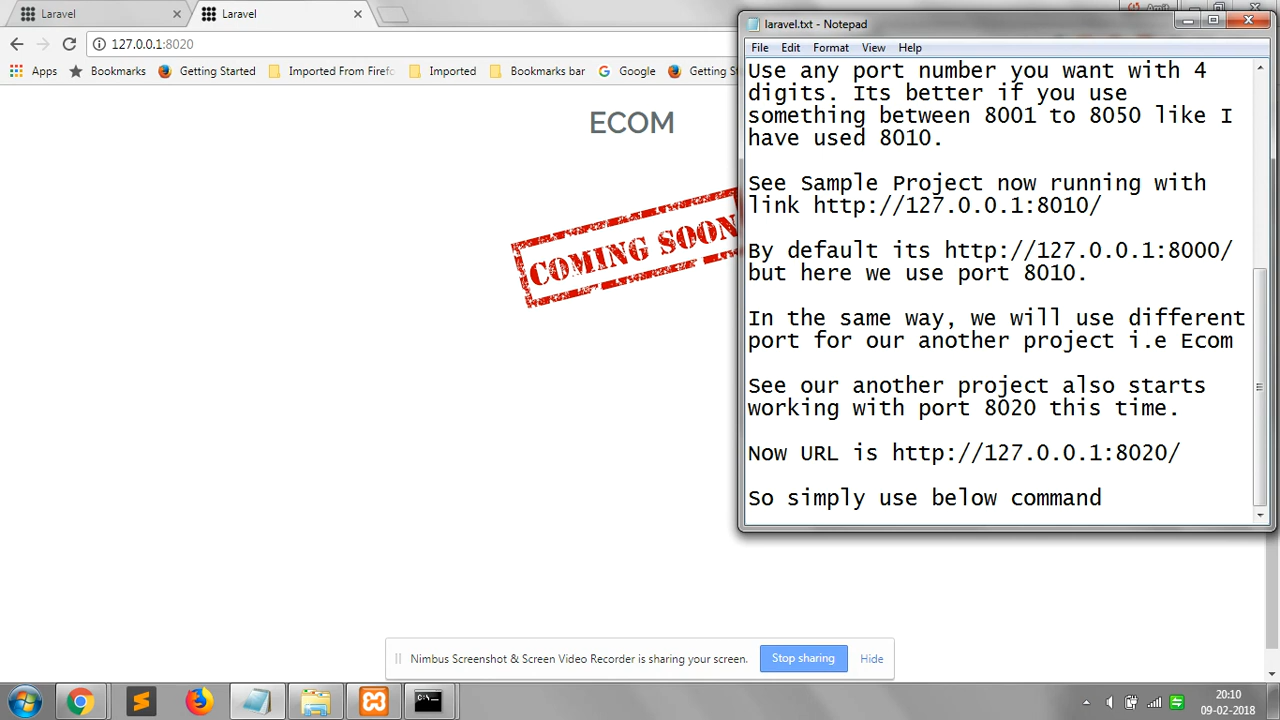 Laravel
Laravel
127.0.0.1:8020
Apps
Bookmarks
Getting Started
Imported From Firefo
Imported
Bookmarks bar
Google
Getting St
ECOM
COMING SOON
laravel.txt - Notepad
File Edit Format View Help
Use any port number you want with 4
digits. Its better if you use
something between 8001 to 8050 like I
have used 8010.
See Sample Project now running with
link http://127.0.0.1:8010/
By default its http://127.0.0.1:8000/
but here we use port 8010.
In the same way, we will use different
port for our another project i.e Ecom
See our another project also starts
working with port 8020 this time.
Now URL is http://127.0.0.1:8020/
So simply use below command
Nimbus Screenshot & Screen Video Recorder is sharing your screen.
Stop sharing
Hide
20:10
09-02-2018